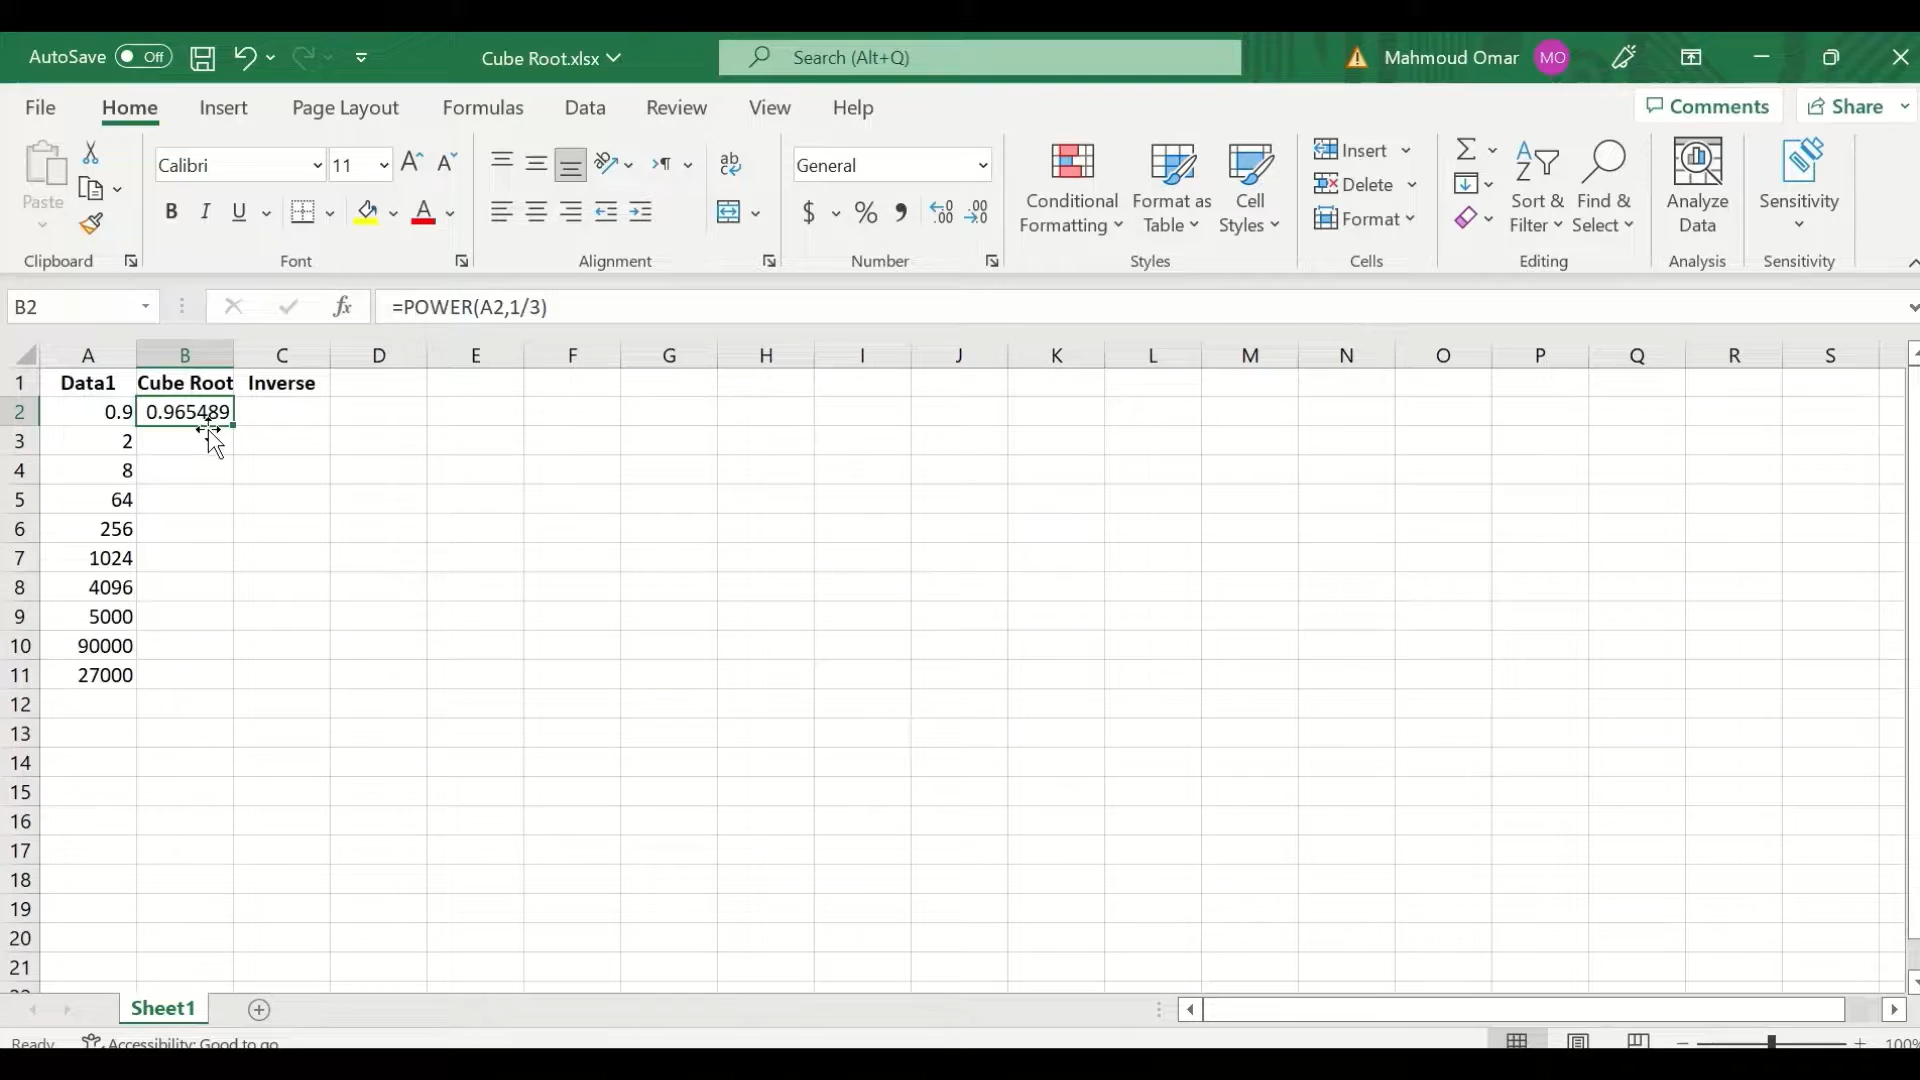 AutoSave Off Cube Root.xlsx Search (Alt+Q) Mahmoud Omar MO
File Home Insert Page Layout Formulas Data Review View Help Comments Share
Paste Calibri 11 ab General Conditional Formatting Format as Table Cell Styles Insert Delete Format Sort & Filter Find & Select Analyze Data Sensitivity
Clipboard Font Alignment Number Styles Cells Editing Analysis Sensitivity
B2 fx =POWER(A2,1/3)
A B C D E F G H I J K L M N O P Q R S
1 Data1 Cube Root Inverse
2 0.9 0.965489
3 2
4 8
5 64
6 256
7 1024
8 4096
9 5000
10 90000
11 27000
12
13
14
15
16
17
18
19
20
21
Sheet1
Ready Accessibility: Good to go 100%